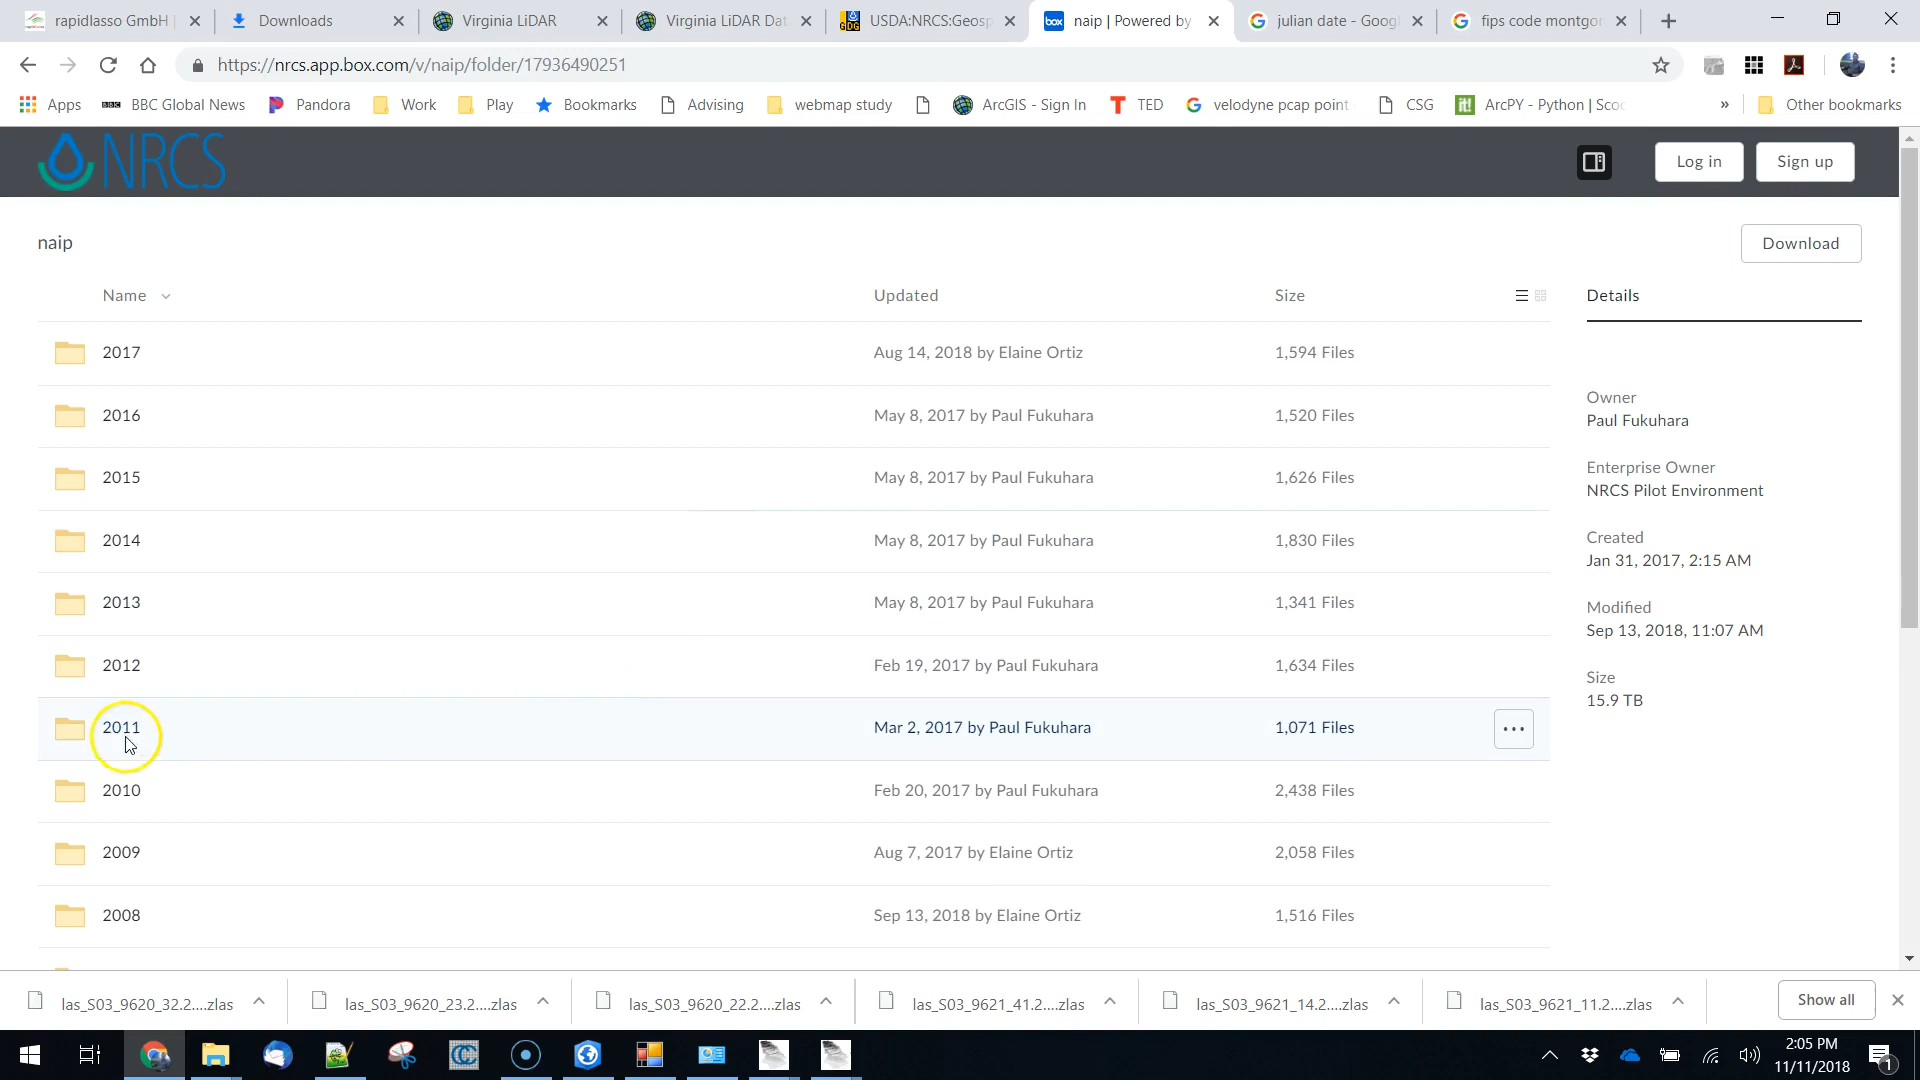 rapidlasso GmbH |
Downloads
Virginia LiDAR
Virginia LiDAR Dat
USDA:NRCS:Geosp
box naip | Powered by
julian date - Googl
fips code montgor
https://nrcs.app.box.com/v/naip/folder/17936490251
Apps
BBC Global News
Pandora
Work
Play
Bookmarks
Advising
webmap study
ArcGIS - Sign In
TED
velodyne pcap point
CSG
it! ArcPY - Python | Scoo
»
Other bookmarks
NRCS
Log in
Sign up
naip
Download
Name Updated Size
Details
2017 Aug 14, 2018 by Elaine Ortiz 1,594 Files
2016 May 8, 2017 by Paul Fukuhara 1,520 Files
2015 May 8, 2017 by Paul Fukuhara 1,626 Files
2014 May 8, 2017 by Paul Fukuhara 1,830 Files
2013 May 8, 2017 by Paul Fukuhara 1,341 Files
2012 Feb 19, 2017 by Paul Fukuhara 1,634 Files
2011 Mar 2, 2017 by Paul Fukuhara 1,071 Files
2010 Feb 20, 2017 by Paul Fukuhara 2,438 Files
2009 Aug 7, 2017 by Elaine Ortiz 2,058 Files
2008 Sep 13, 2018 by Elaine Ortiz 1,516 Files
Owner
Paul Fukuhara
Enterprise Owner
NRCS Pilot Environment
Created
Jan 31, 2017, 2:15 AM
Modified
Sep 13, 2018, 11:07 AM
Size
15.9 TB
las_S03_9620_32.2....zlas
las_S03_9620_23.2....zlas
las_S03_9620_22.2....zlas
las_S03_9621_41.2....zlas
las_S03_9621_14.2....zlas
las_S03_9621_11.2....zlas
Show all
2:05 PM
11/11/2018
1